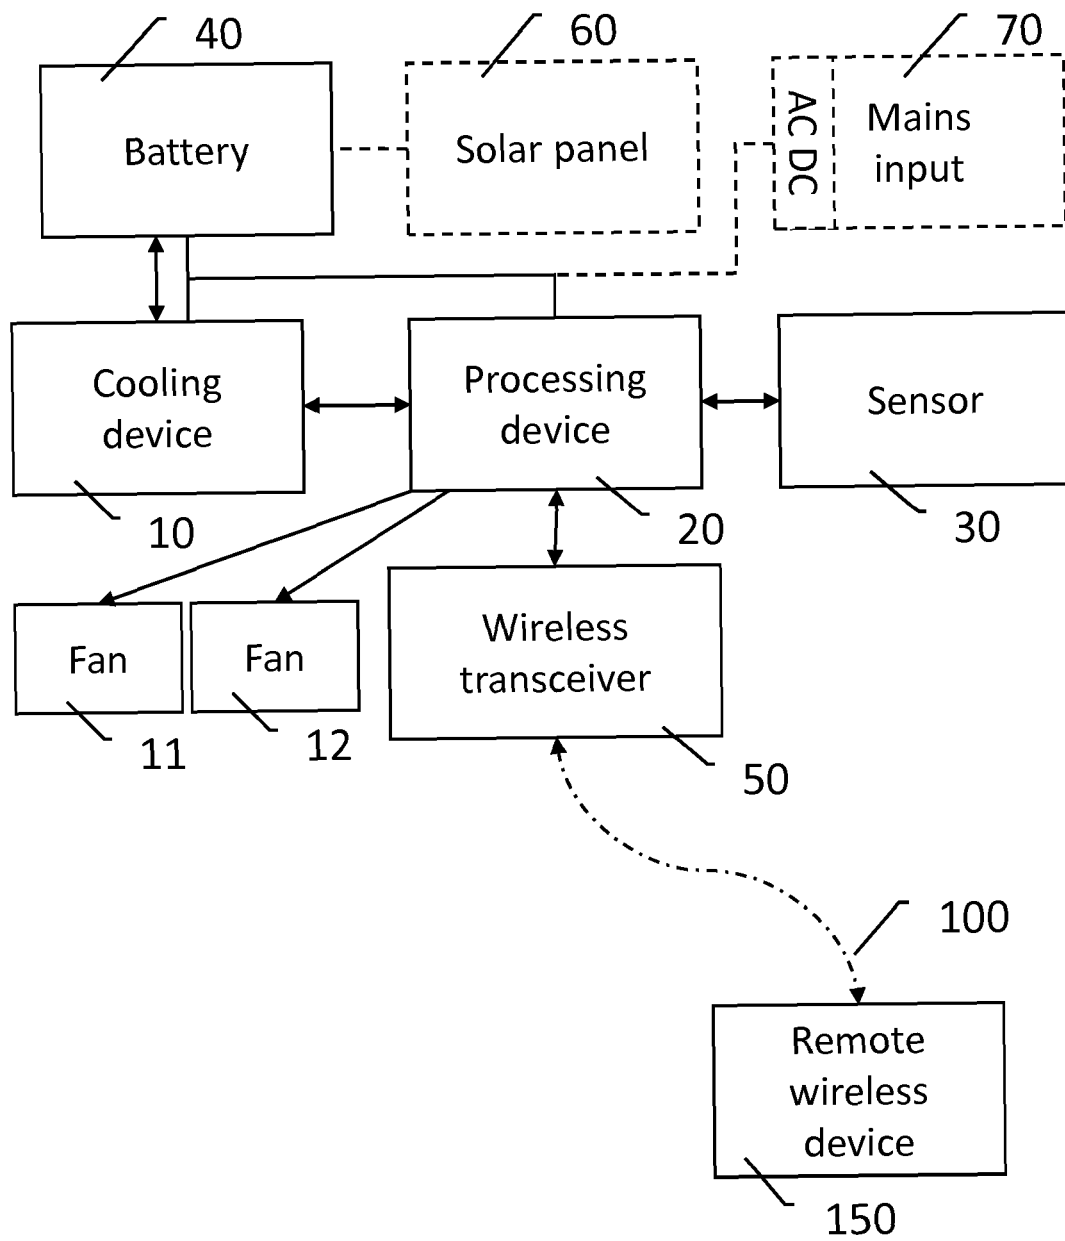 40
60
70
Battery
Solar panel
AC DC
Mains
input
Cooling
device
Processing
device
Sensor
10
20
30
Fan
Fan
Wireless
transceiver
11
12
50
100
Remote
wireless
device
150